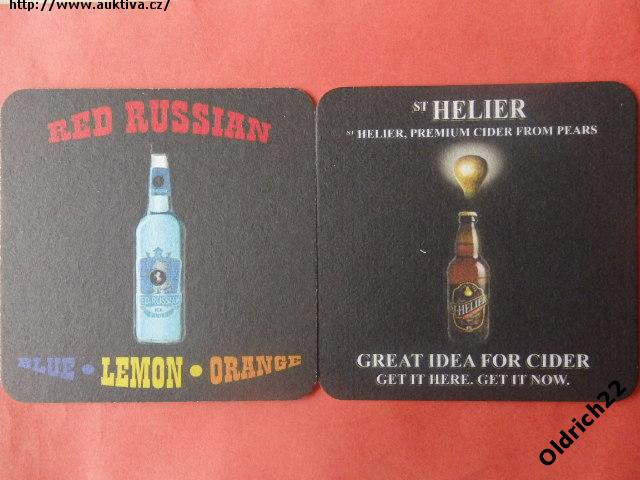 http://www.auktiva.cz/
RED RUSSIAN
RED RUSSIAN
BLUE • LEMON • ORANGE
ST HELIER
ST HELIER, PREMIUM CIDER FROM PEARS
ST HELIER
GREAT IDEA FOR CIDER
GET IT HERE. GET IT NOW.
Oldrich22